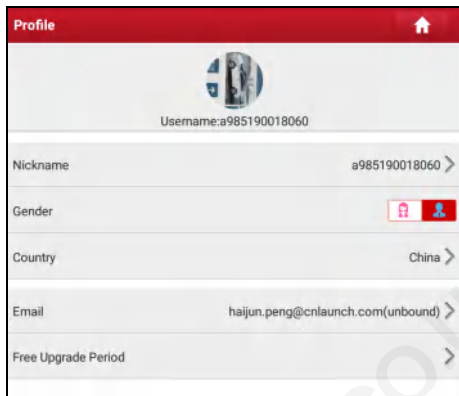 Profile
Username:a985190018060
Nickname a985190018060
Gender
Country China
Email haijun.peng@cnlaunch.com(unbound)
Free Upgrade Period